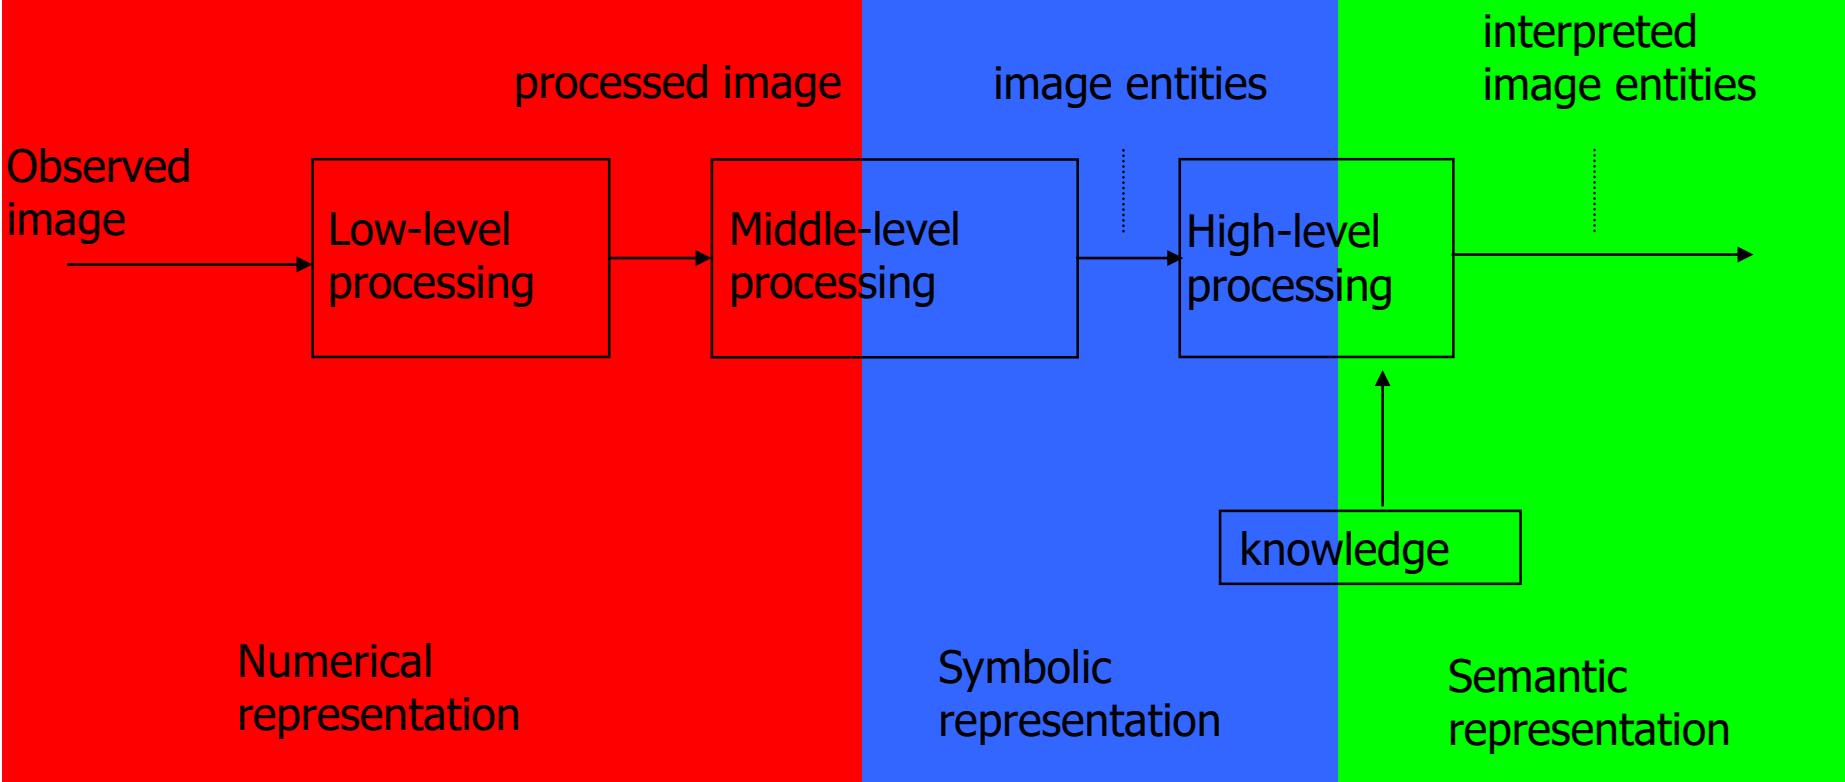 processed image
image entities
interpreted
image entities
Observed
image
Low-level
processing
Middle-level
processing
High-level
processing
knowledge
Numerical
representation
Symbolic
representation
Semantic
representation